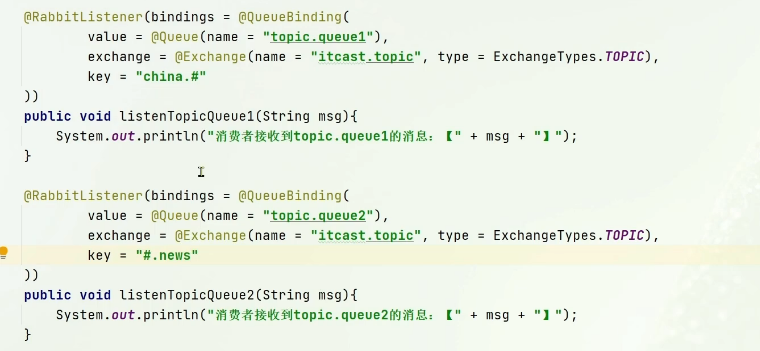 @RabbitListener(bindings = @QueueBinding(
        value = @Queue(name = "topic.queue1"),
        exchange = @Exchange(name = "itcast.topic", type = ExchangeTypes.TOPIC),
        key = "china.#"
))
public void listenTopicQueue1(String msg){
    System.out.println("消费者接收到topic.queue1的消息：【" + msg + "】");
}
@RabbitListener(bindings = @QueueBinding(
        value = @Queue(name = "topic.queue2"),
        exchange = @Exchange(name = "itcast.topic", type = ExchangeTypes.TOPIC),
        key = "#.news"
))
public void listenTopicQueue2(String msg){
    System.out.println("消费者接收到topic.queue2的消息：【" + msg + "】");
}